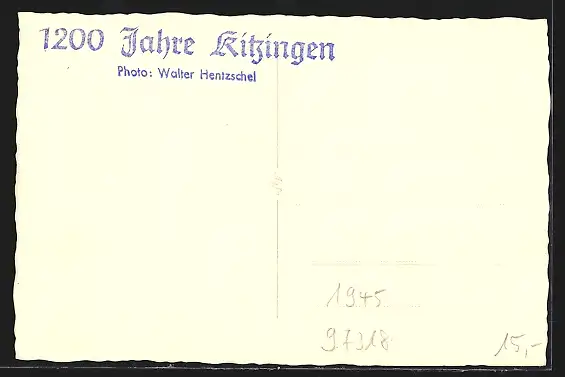 1200 Jahre Kitzingen
Photo: Walter Hentzschel
1945
97318
15,-